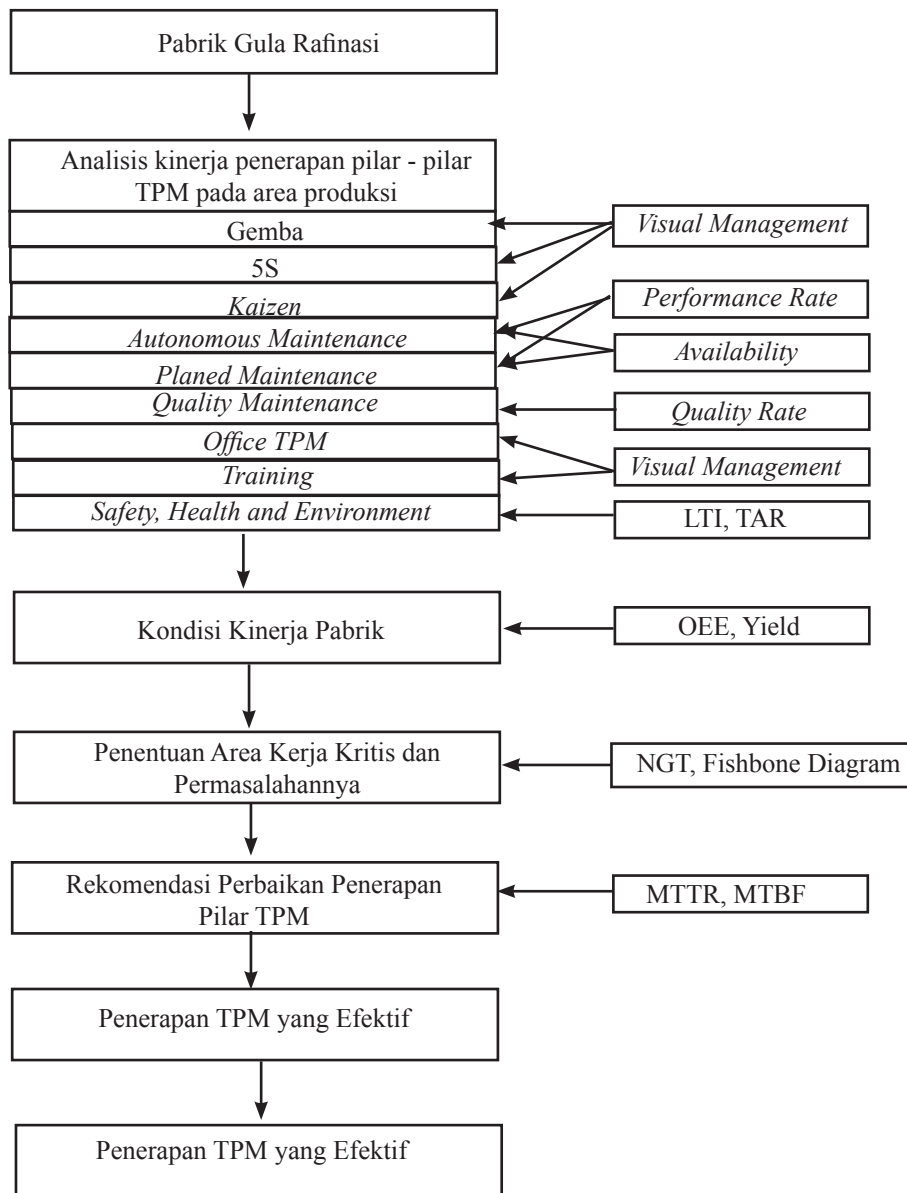 Pabrik Gula Rafinasi
Analisis kinerja penerapan pilar - pilar
TPM pada area produksi
Gemba
Visual Management
5S
Kaizen
Performance Rate
Autonomous Maintenance
Availability
Planed Maintenance
Quality Maintenance
Quality Rate
Office TPM
Visual Management
Training
Safety, Health and Environment
LTI, TAR
Kondisi Kinerja Pabrik
OEE, Yield
Penentuan Area Kerja Kritis dan
Permasalahannya
NGT, Fishbone Diagram
Rekomendasi Perbaikan Penerapan
Pilar TPM
MTTR, MTBF
Penerapan TPM yang Efektif
Penerapan TPM yang Efektif